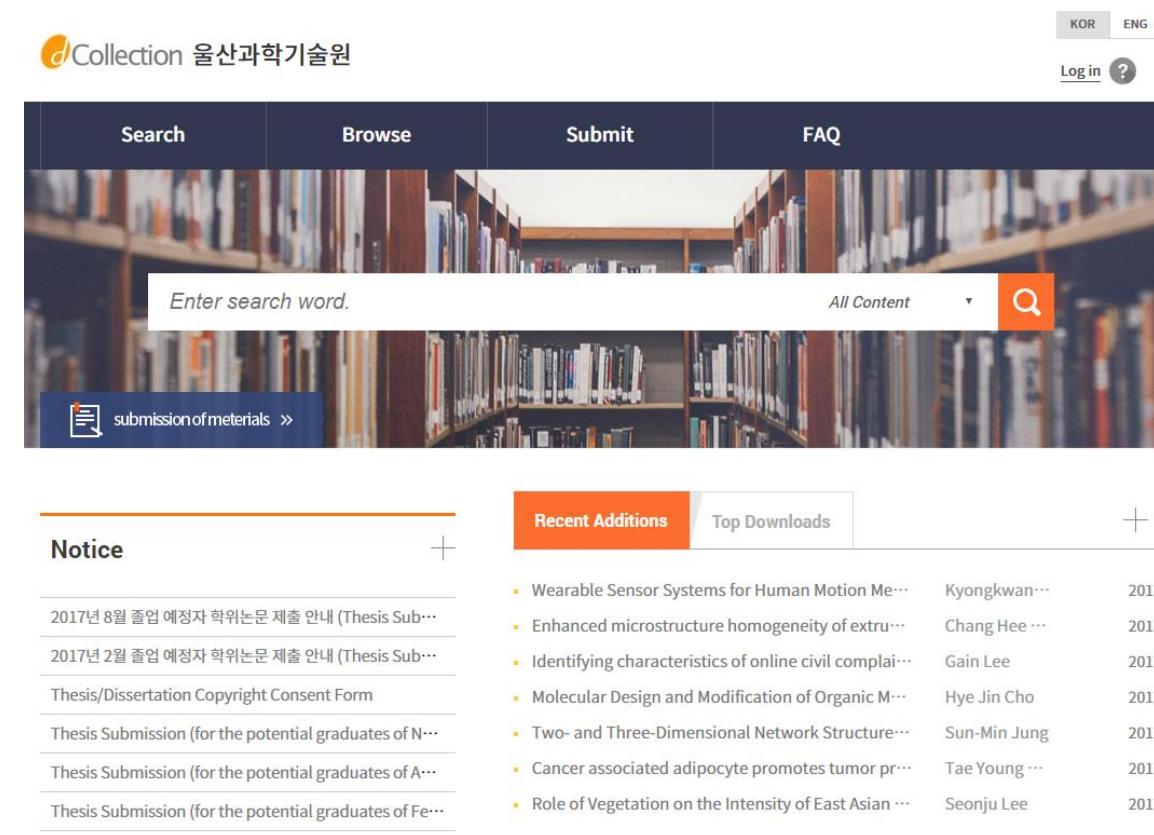 KOR ENG
dCollection 울산과학기술원
Log in ?
Search Browse Submit FAQ
Enter search word. All Content
submission of meterials »
Notice
2017년 8월 졸업 예정자 학위논문 제출 안내 (Thesis Sub…
2017년 2월 졸업 예정자 학위논문 제출 안내 (Thesis Sub…
Thesis/Dissertation Copyright Consent Form
Thesis Submission (for the potential graduates of N…
Thesis Submission (for the potential graduates of A…
Thesis Submission (for the potential graduates of Fe…
Recent Additions Top Downloads
Wearable Sensor Systems for Human Motion Me… Kyongkwan… 201
Enhanced microstructure homogeneity of extru… Chang Hee … 201
Identifying characteristics of online civil complai… Gain Lee 201
Molecular Design and Modification of Organic M… Hye Jin Cho 201
Two- and Three-Dimensional Network Structure… Sun-Min Jung 201
Cancer associated adipocyte promotes tumor pr… Tae Young … 201
Role of Vegetation on the Intensity of East Asian … Seonju Lee 201